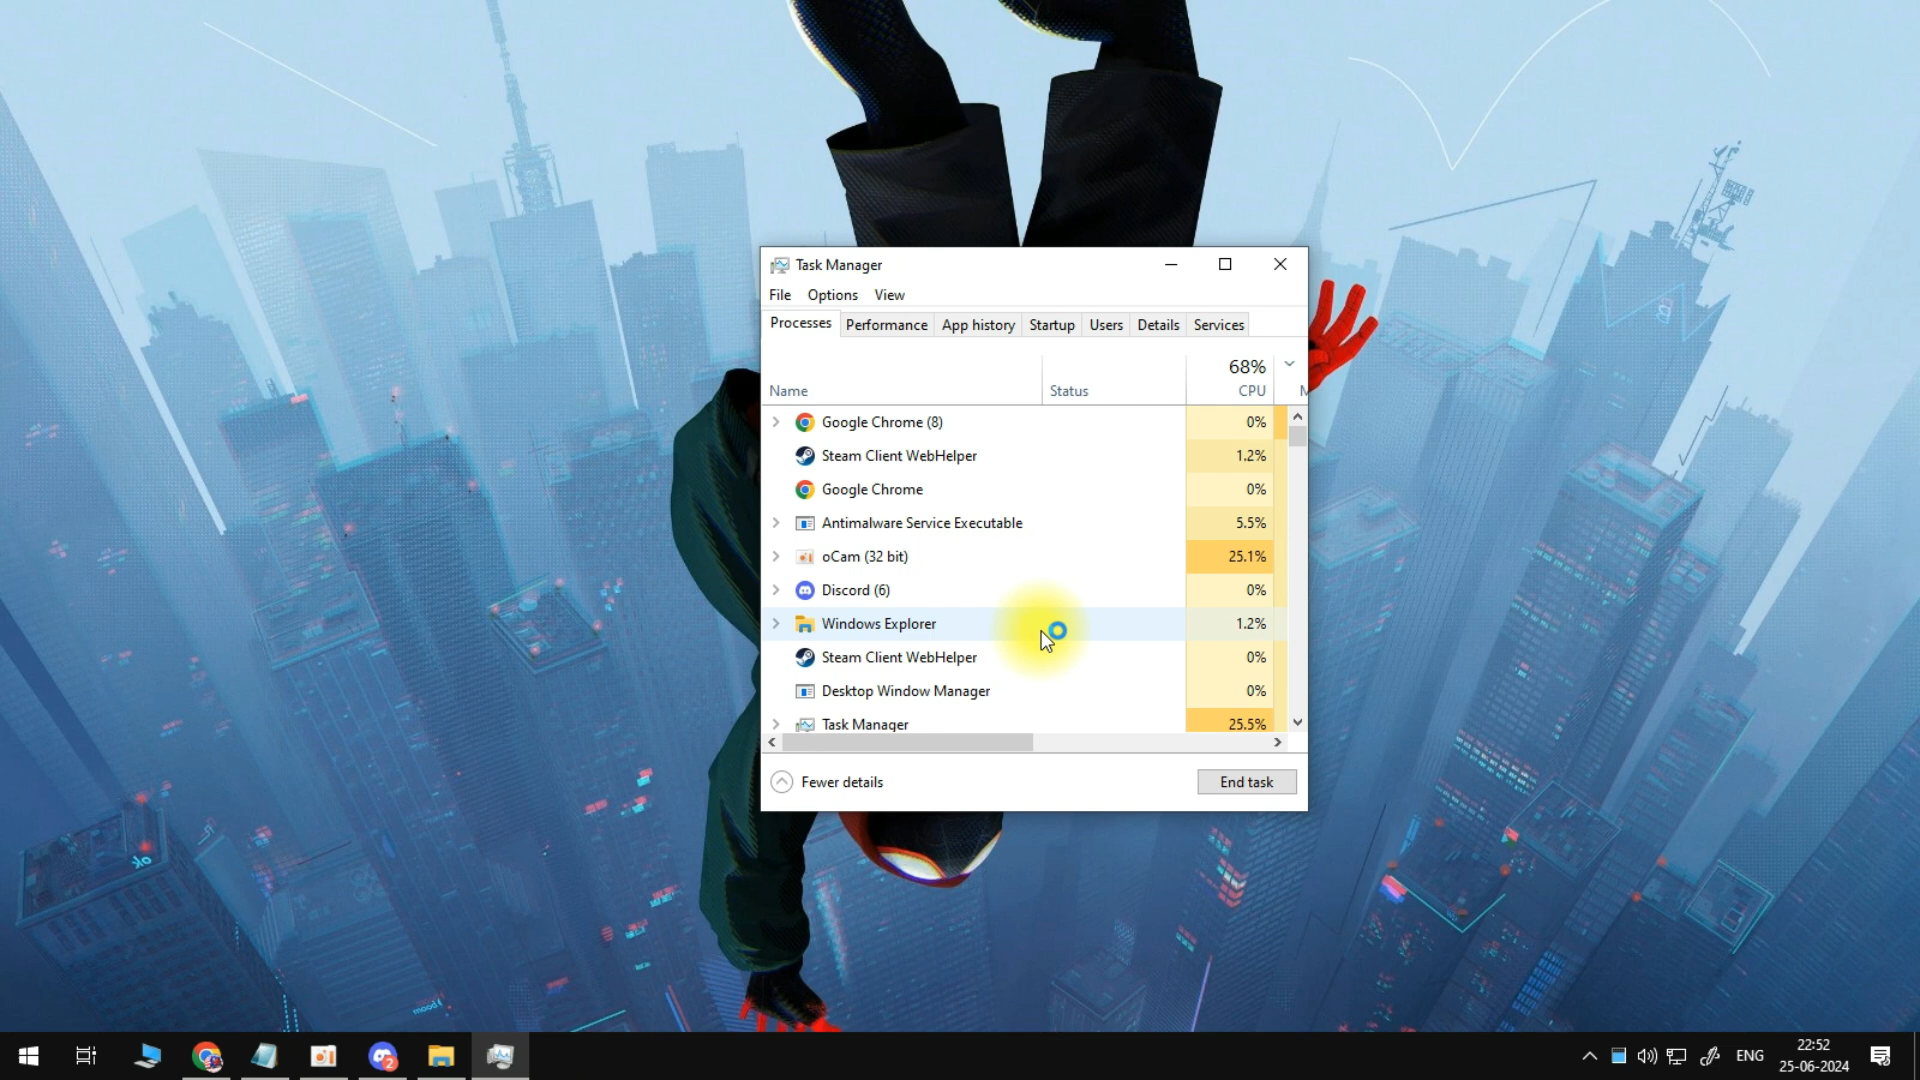 Task Manager
File Options View
Processes Performance App history Startup Users Details Services
68%
Name Status CPU
Google Chrome (8) 0%
Steam Client WebHelper 1.2%
Google Chrome 0%
Antimalware Service Executable 5.5%
oCam (32 bit) 25.1%
Discord (6) 0%
Windows Explorer 1.2%
Steam Client WebHelper 0%
Desktop Window Manager 0%
Task Manager 25.5%
Fewer details End task
2
ENG
22:52
25-06-2024